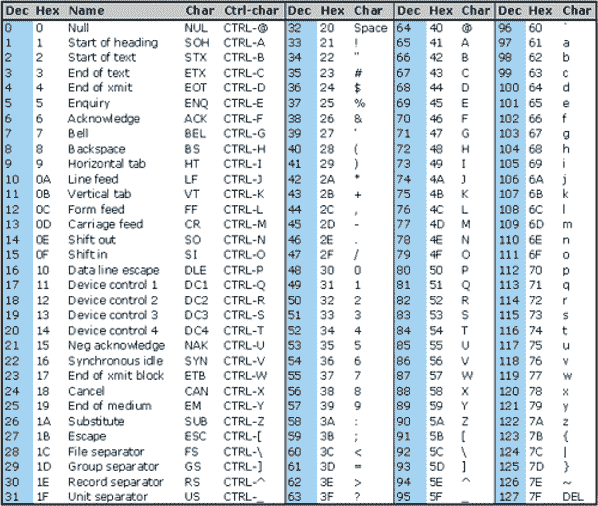 Dec Hex Name Char Ctrl-char Dec Hex Char Dec Hex Char Dec Hex Char
0 0 Null NUL CTRL-@ 32 20 Space 64 40 @ 96 60 `
1 1 Start of heading SOH CTRL-A 33 21 ! 65 41 A 97 61 a
2 2 Start of text STX CTRL-B 34 22 " 66 42 B 98 62 b
3 3 End of text ETX CTRL-C 35 23 # 67 43 C 99 63 c
4 4 End of xmit EOT CTRL-D 36 24 $ 68 44 D 100 64 d
5 5 Enquiry ENQ CTRL-E 37 25 % 69 45 E 101 65 e
6 6 Acknowledge ACK CTRL-F 38 26 & 70 46 F 102 66 f
7 7 Bell BEL CTRL-G 39 27 ' 71 47 G 103 67 g
8 8 Backspace BS CTRL-H 40 28 ( 72 48 H 104 68 h
9 9 Horizontal tab HT CTRL-I 41 29 ) 73 49 I 105 69 i
10 0A Line feed LF CTRL-J 42 2A * 74 4A J 106 6A j
11 0B Vertical tab VT CTRL-K 43 2B + 75 4B K 107 6B k
12 0C Form feed FF CTRL-L 44 2C , 76 4C L 108 6C l
13 0D Carriage feed CR CTRL-M 45 2D - 77 4D M 109 6D m
14 0E Shift out SO CTRL-N 46 2E . 78 4E N 110 6E n
15 0F Shift in SI CTRL-O 47 2F / 79 4F O 111 6F o
16 10 Data line escape DLE CTRL-P 48 30 0 80 50 P 112 70 p
17 11 Device control 1 DC1 CTRL-Q 49 31 1 81 51 Q 113 71 q
18 12 Device control 2 DC2 CTRL-R 50 32 2 82 52 R 114 72 r
19 13 Device control 3 DC3 CTRL-S 51 33 3 83 53 S 115 73 s
20 14 Device control 4 DC4 CTRL-T 52 34 4 84 54 T 116 74 t
21 15 Neg acknowledge NAK CTRL-U 53 35 5 85 55 U 117 75 u
22 16 Synchronous idle SYN CTRL-V 54 36 6 86 56 V 118 76 v
23 17 End of xmit block ETB CTRL-W 55 37 7 87 57 W 119 77 w
24 18 Cancel CAN CTRL-X 56 38 8 88 58 X 120 78 x
25 19 End of medium EM CTRL-Y 57 39 9 89 59 Y 121 79 y
26 1A Substitute SUB CTRL-Z 58 3A : 90 5A Z 122 7A z
27 1B Escape ESC CTRL-[ 59 3B ; 91 5B [ 123 7B {
28 1C File separator FS CTRL-\ 60 3C < 92 5C \ 124 7C |
29 1D Group separator GS CTRL-] 61 3D = 93 5D ] 125 7D }
30 1E Record separator RS CTRL-^ 62 3E > 94 5E ^ 126 7E ~
31 1F Unit separator US CTRL-_ 63 3F ? 95 5F _ 127 7F DEL